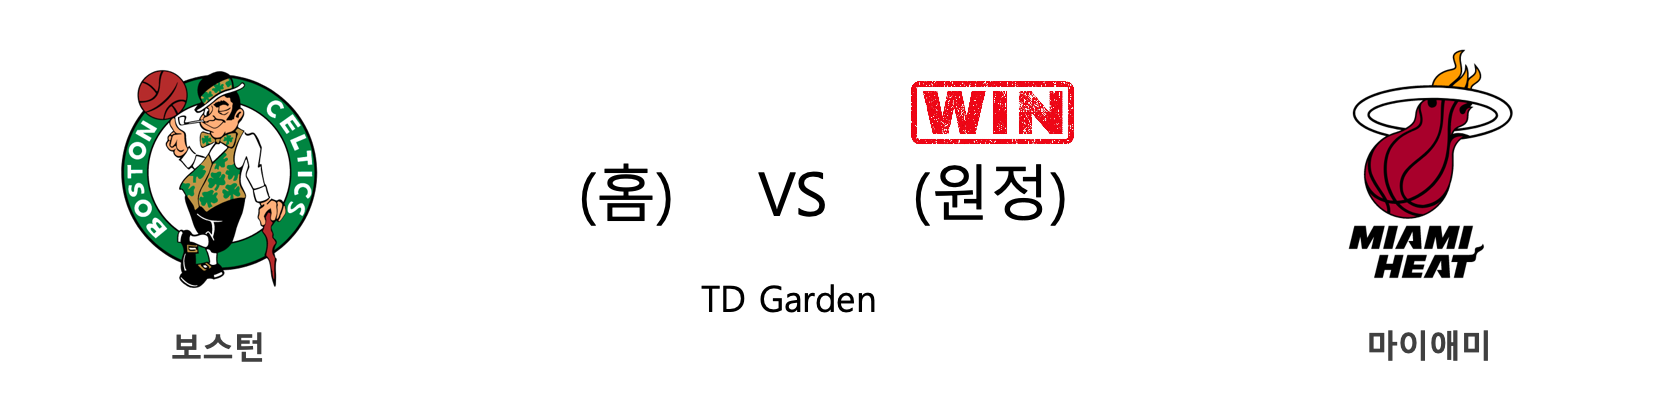 BOSTON CELTICS
WIN
(홈) VS (원정)
MIAMI
HEAT
TD Garden
보스턴
마이애미